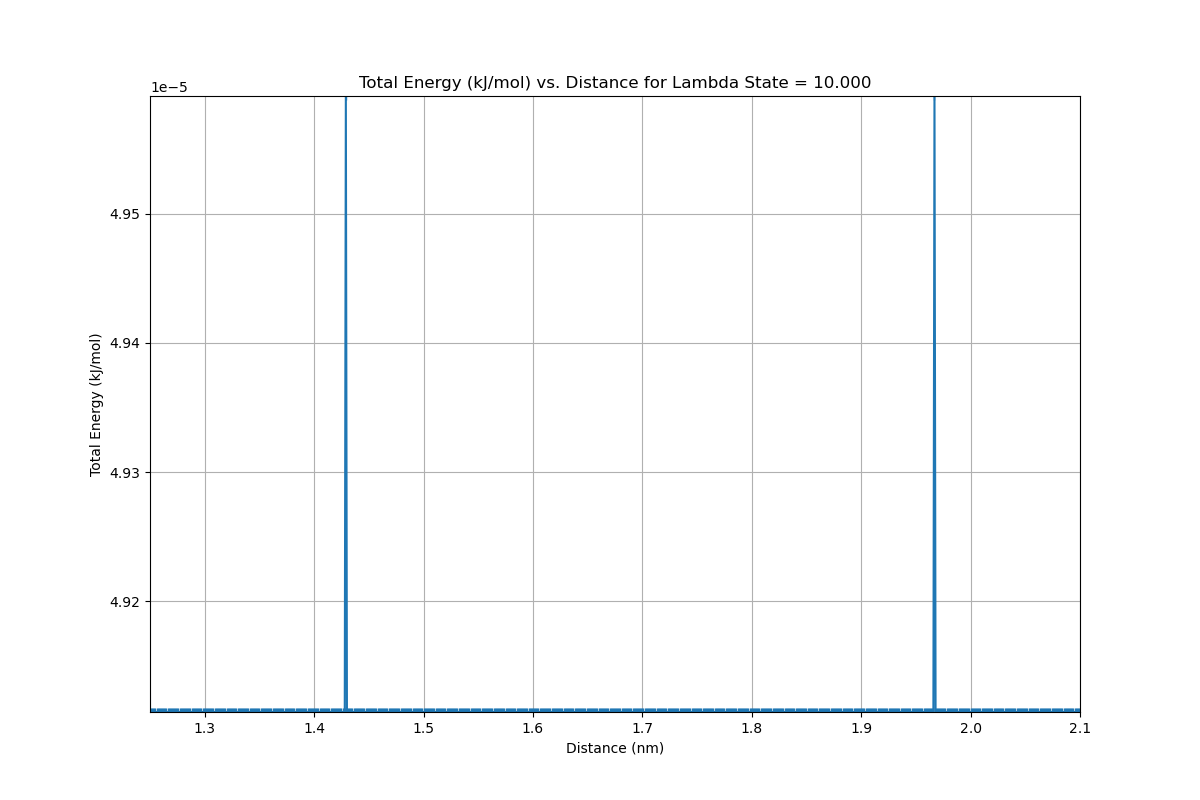 Total Energy (kJ/mol) vs. Distance for Lambda State = 10.000
1e−5
4.95
4.94
4.93
4.92
Total Energy (kJ/mol)
1.3 1.4 1.5 1.6 1.7 1.8 1.9 2.0 2.1
Distance (nm)